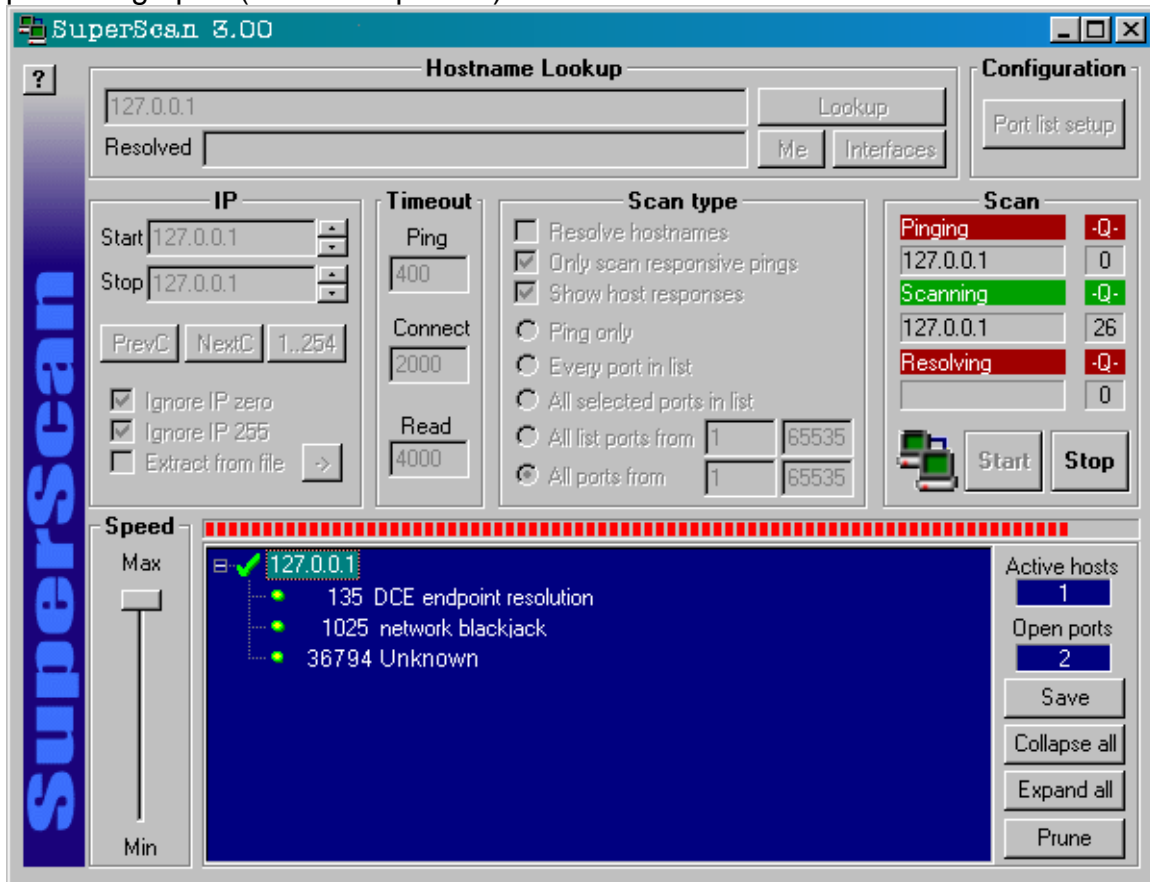 SuperScan 3.00
?
Hostname Lookup
127.0.0.1
Lookup
Resolved
Me
Interfaces
Configuration
Port list setup
IP
Start 127.0.0.1
Stop 127.0.0.1
PrevC
NextC
1..254
Ignore IP zero
Ignore IP 255
Extract from file ->
Timeout
Ping
400
Connect
2000
Read
4000
Scan type
Resolve hostnames
Only scan responsive pings
Show host responses
Ping only
Every port in list
All selected ports in list
All list ports from 1 65535
All ports from 1 65535
Scan
Pinging -Q-
127.0.0.1 0
Scanning -Q-
127.0.0.1 26
Resolving -Q-
0
Start
Stop
SuperScan
Speed
Max
Min
127.0.0.1
135 DCE endpoint resolution
1025 network blackjack
36794 Unknown
Active hosts
1
Open ports
2
Save
Collapse all
Expand all
Prune